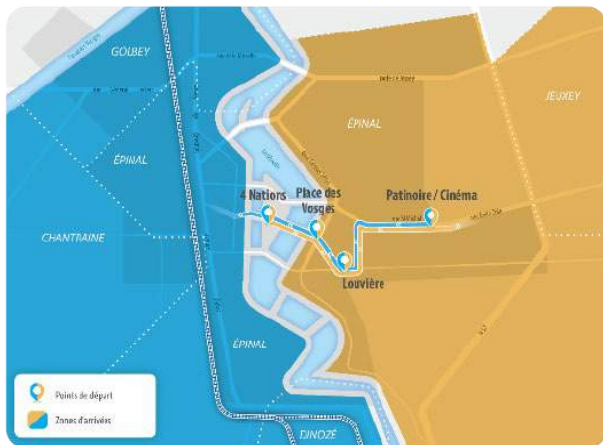 GOLBEY
JEUXEY
ÉPINAL
ÉPINAL
4 Nations
Place des
Vosges
Patinoire / Cinéma
CHANTRAINE
Louvière
ÉPINAL
Points de départ
Zones d'arrivées
DINOZÉ